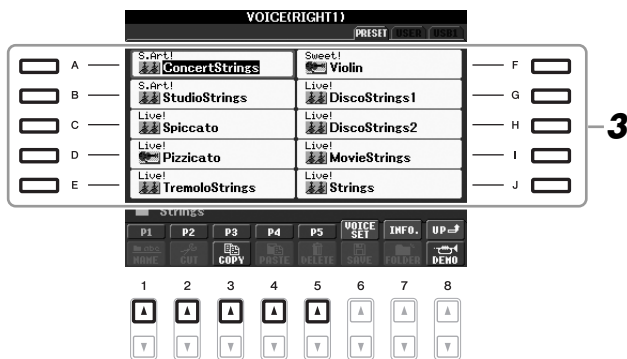 VOICE(RIGHT1)
PRESET USER USB1
A S.Art! ConcertStrings Sweet! Violin F
B S.Art! StudioStrings Live! DiscoStrings1 G
C Live! Spiccato Live! DiscoStrings2 H
D Live! Pizzicato Live! MovieStrings I
E Live! TremoloStrings Live! Strings J
3
Strings
P1 P2 P3 P4 P5 VOICE SET INFO. UP
NAME CUT COPY PASTE DELETE SAVE FOLDER DEMO
1 2 3 4 5 6 7 8